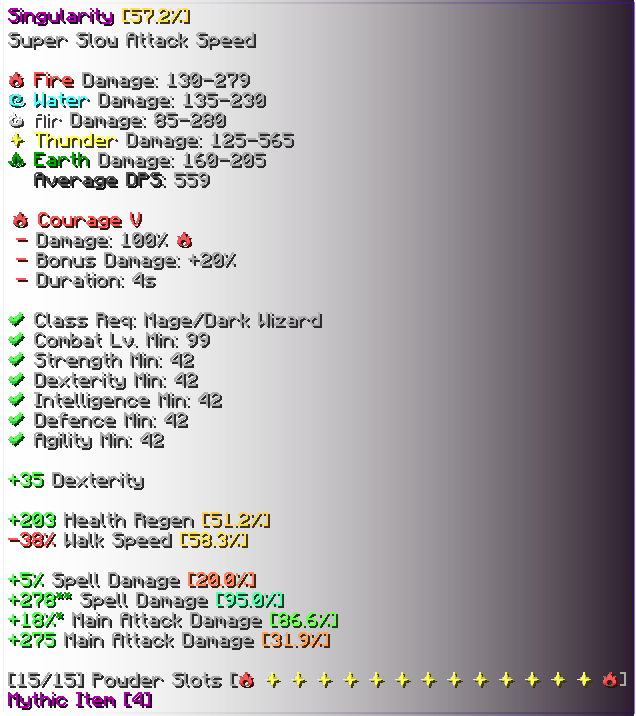 Singularity [57.2%]
Super Slow Attack Speed
Fire Damage: 130-279
Water Damage: 135-230
Air Damage: 85-280
Thunder Damage: 125-565
Earth Damage: 160-205
Average DPS: 559
Courage V
- Damage: 100%
- Bonus Damage: +20%
- Duration: 4s
Class Req: Mage/Dark Wizard
Combat Lv. Min: 99
Strength Min: 42
Dexterity Min: 42
Intelligence Min: 42
Defence Min: 42
Agility Min: 42
+35 Dexterity
+203 Health Regen [51.2%]
-38% Walk Speed [58.3%]
+5% Spell Damage [20.0%]
+278** Spell Damage [95.0%]
+18%* Main Attack Damage [86.6%]
+275 Main Attack Damage [31.9%]
[15/15] Powder Slots [ ]
Mythic Item [4]